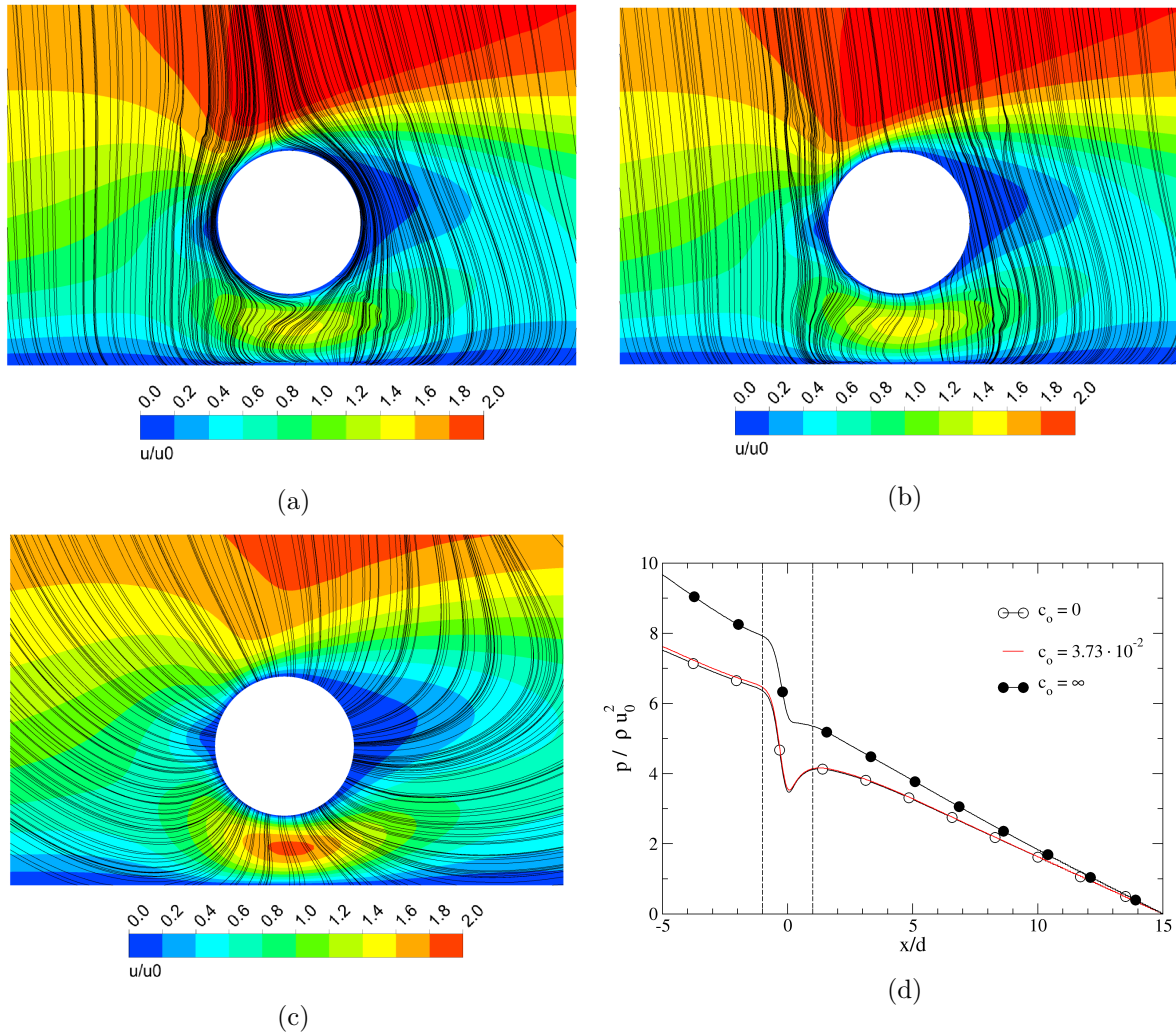 0.0 0.2 0.4 0.6 0.8 1.0 1.2 1.4 1.6 1.8 2.0
u/u0
(a)
0.0 0.2 0.4 0.6 0.8 1.0 1.2 1.4 1.6 1.8 2.0
u/u0
(b)
0.0 0.2 0.4 0.6 0.8 1.0 1.2 1.4 1.6 1.8 2.0
u/u0
(c)
10
8
6
4
2
0
p / ρ u₀²
c₀ = 0
c₀ = 3.73 · 10⁻²
c₀ = ∞
-5 0 5 10 15
x/d
(d)